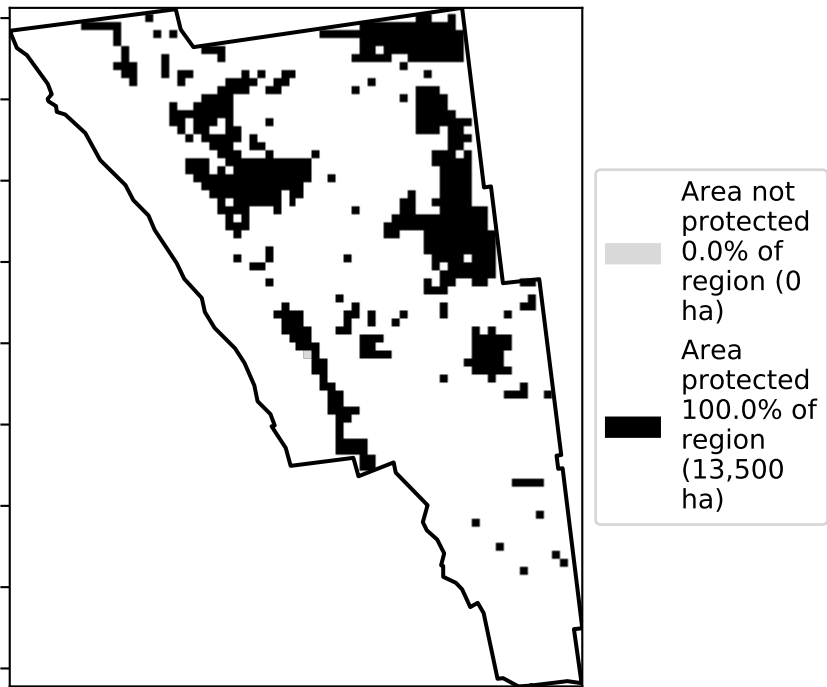 Area not
protected
0.0% of
region (0
ha)
Area
protected
100.0% of
region
(13,500
ha)